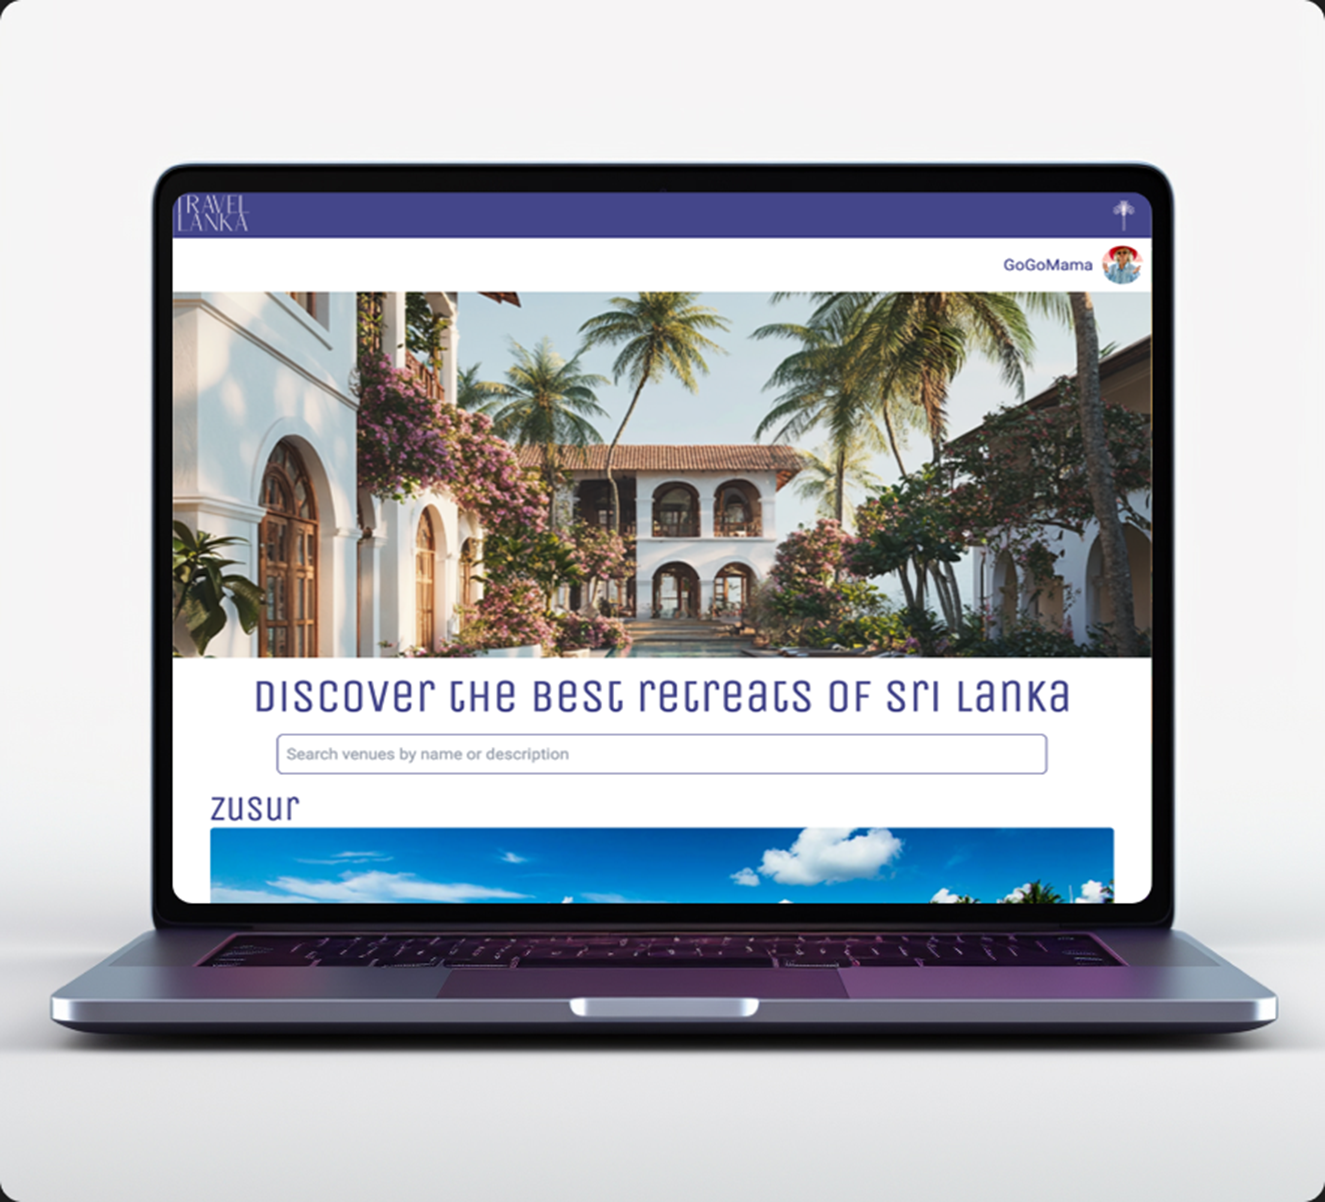 TRAVEL
LANKA
GoGoMama
DISCOVER THE BEST RETREATS OF SRI LANKA
Search venues by name or description
zusur